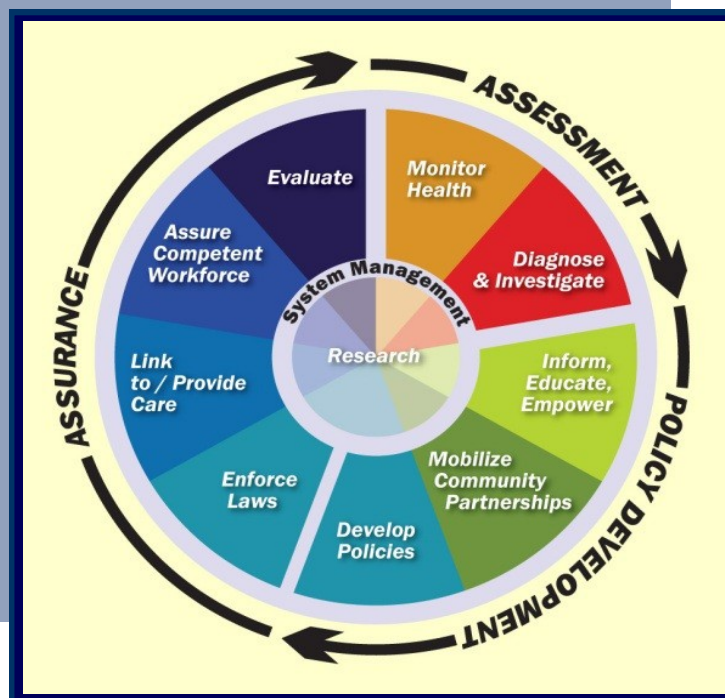 ASSESSMENT
Monitor
Health
Diagnose
& Investigate
POLICY DEVELOPMENT
Inform,
Educate,
Empower
Mobilize
Community
Partnerships
Develop
Policies
ASSURANCE
Enforce
Laws
Link
to / Provide
Care
Assure
Competent
Workforce
Evaluate
System Management
Research